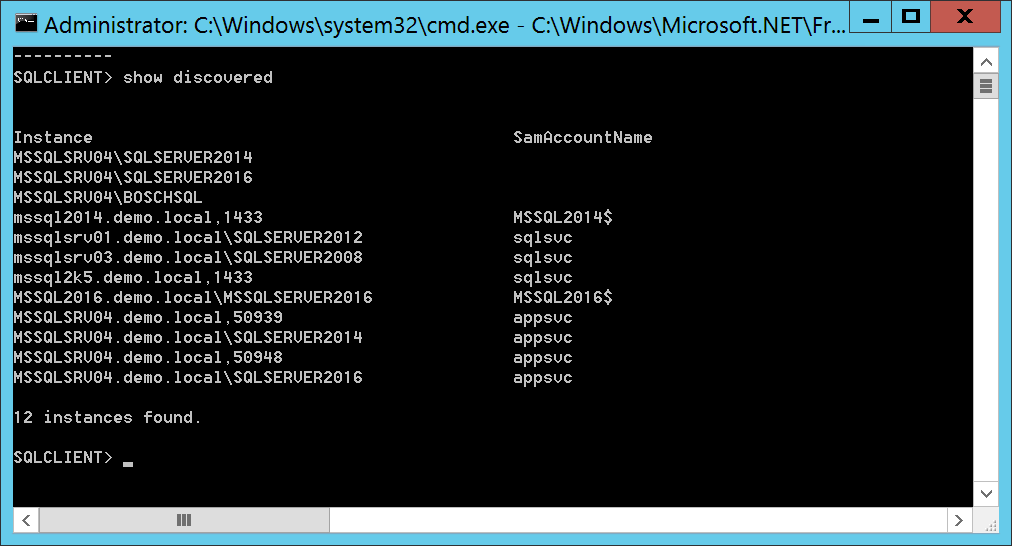 Administrator: C:\Windows\system32\cmd.exe - C:\Windows\Microsoft.NET\Fr...
----------
SQLCLIENT> show discovered
Instance SamAccountName
MSSQLSRV04\SQLSERVER2014
MSSQLSRV04\SQLSERVER2016
MSSQLSRV04\BOSCHSQL
mssql2014.demo.local,1433 MSSQL2014$
mssqlsrv01.demo.local\SQLSERVER2012 sqlsvc
mssqlsrv03.demo.local\SQLSERVER2008 sqlsvc
mssql2k5.demo.local,1433 sqlsvc
MSSQL2016.demo.local\MSSQLSERVER2016 MSSQL2016$
MSSQLSRV04.demo.local,50939 appsvc
MSSQLSRV04.demo.local\SQLSERVER2014 appsvc
MSSQLSRV04.demo.local,50948 appsvc
MSSQLSRV04.demo.local\SQLSERVER2016 appsvc
12 instances found.
SQLCLIENT> _